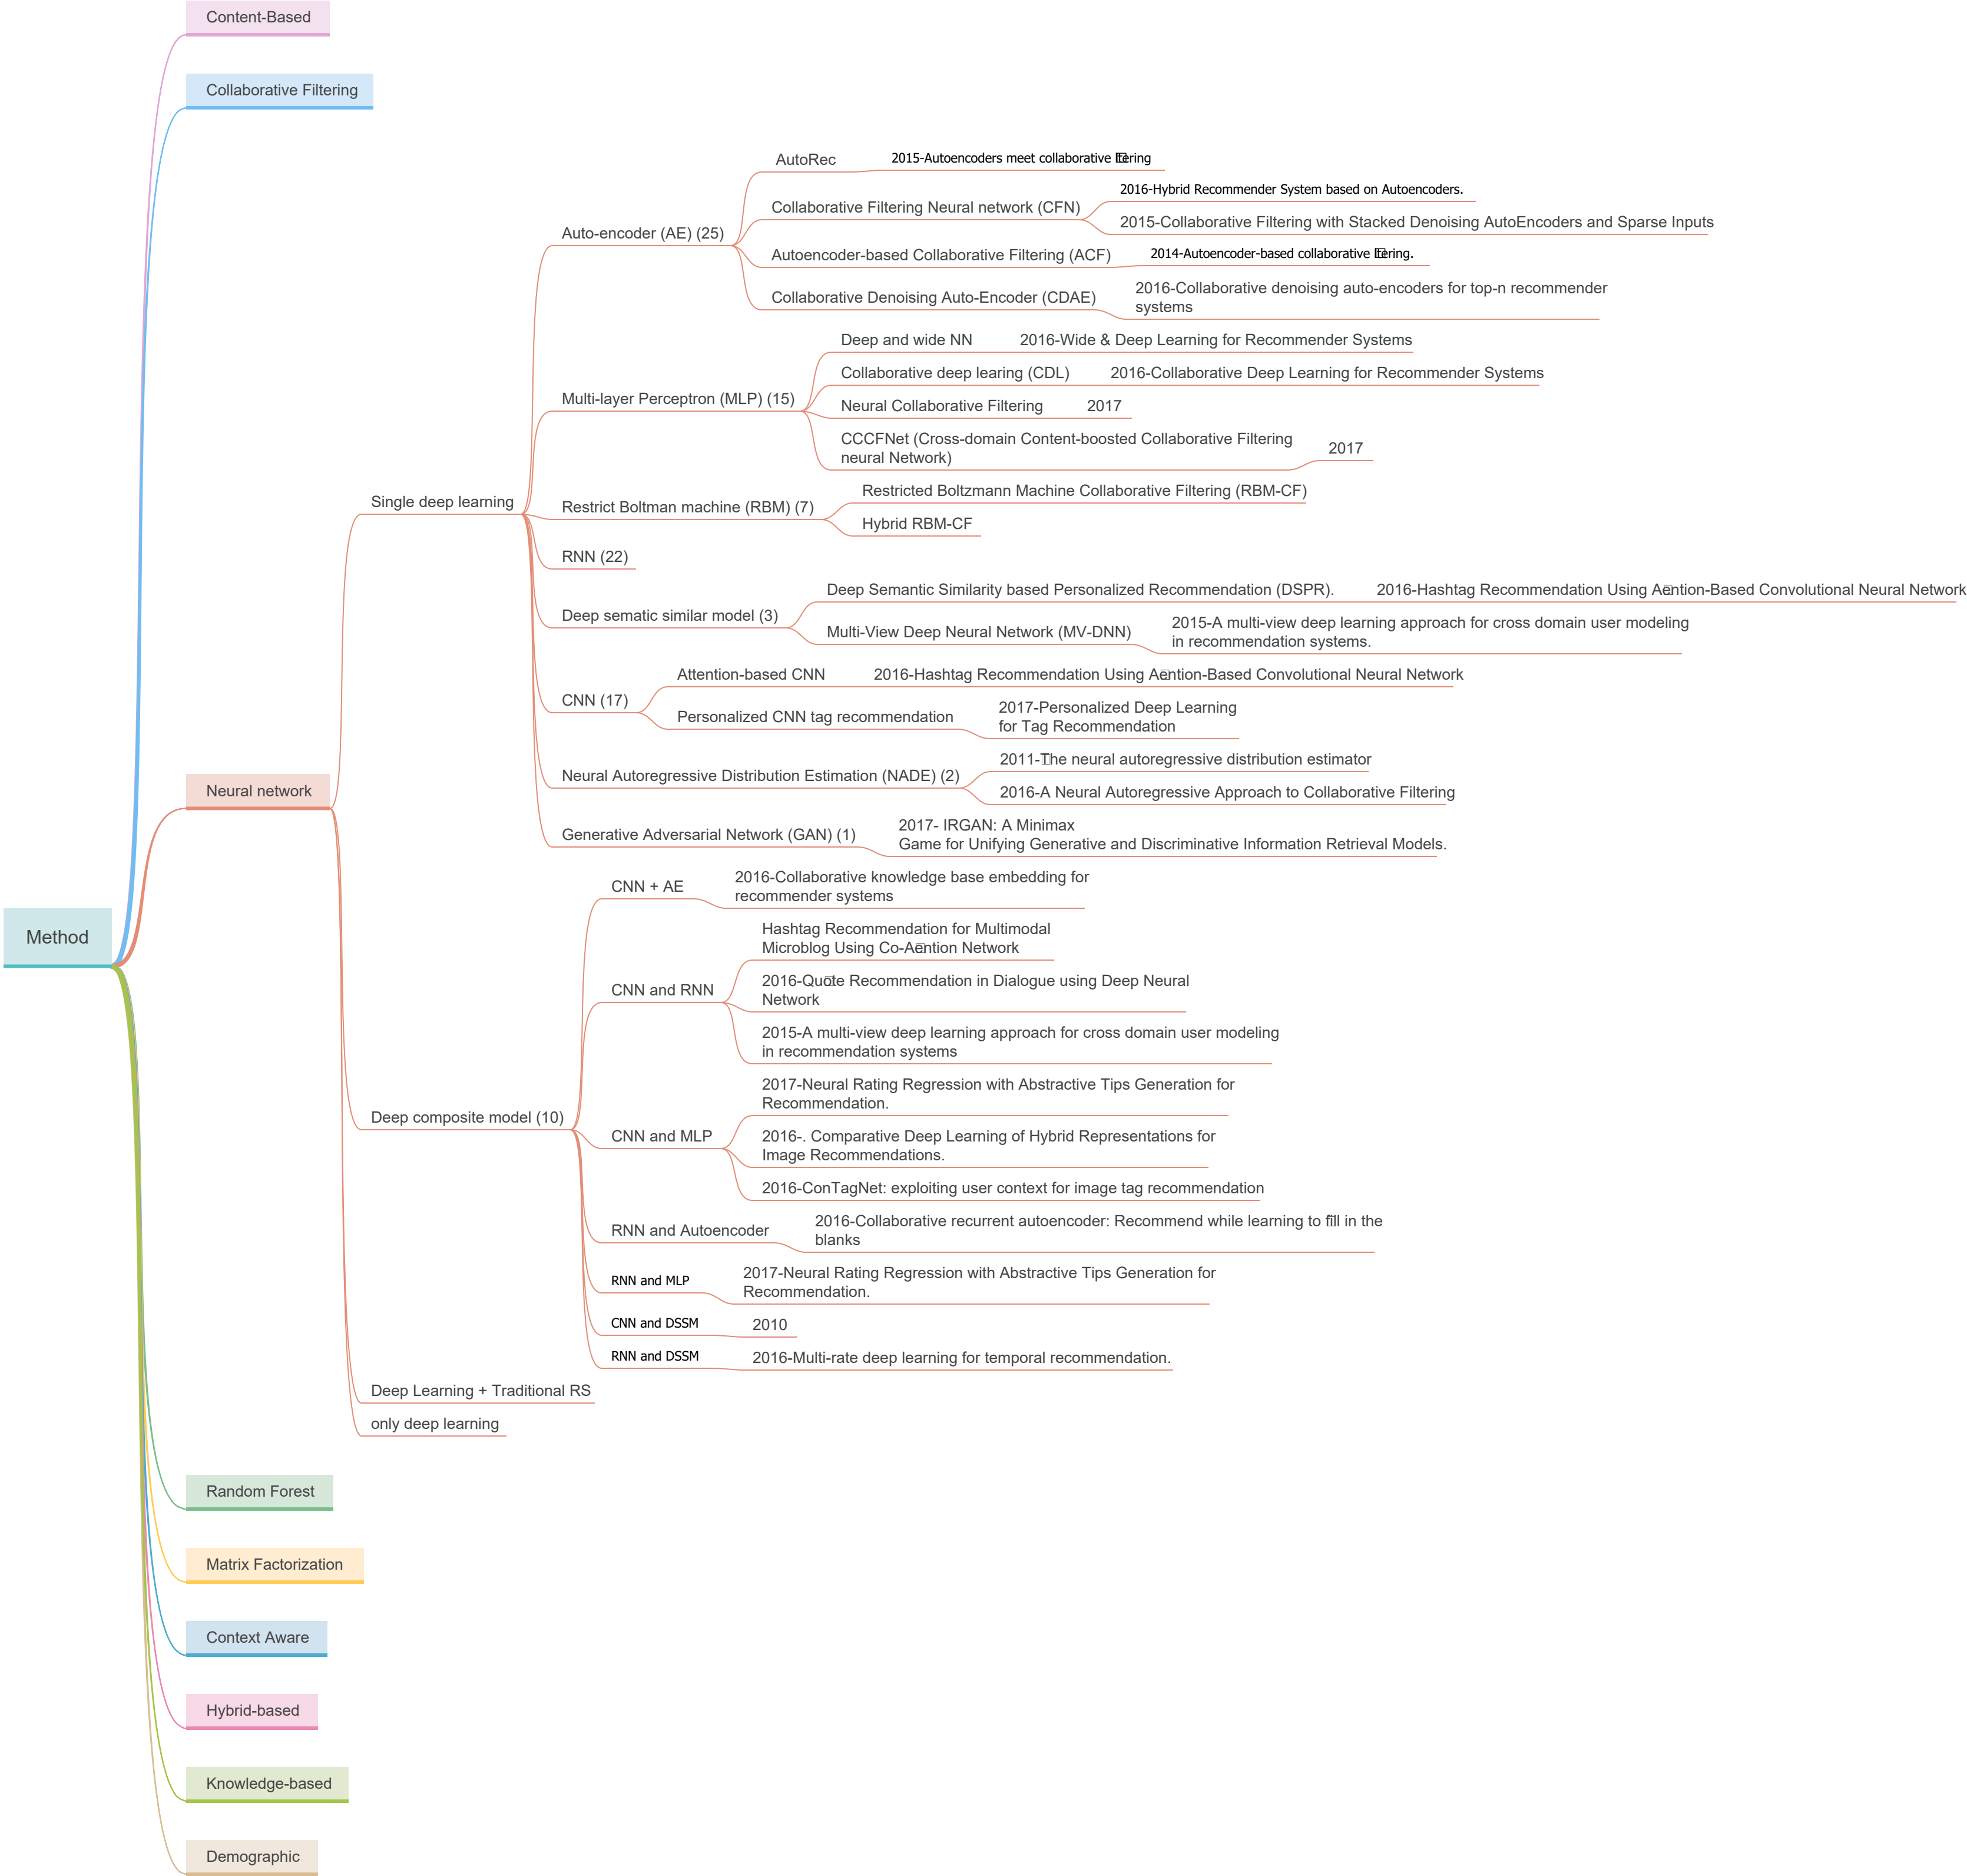 Content-Based
Collaborative Filtering
AutoRec
2015-Autoencoders meet collaborative ltering
Collaborative Filtering Neural network (CFN)
2016-Hybrid Recommender System based on Autoencoders.
2015-Collaborative Filtering with Stacked Denoising AutoEncoders and Sparse Inputs
Auto-encoder (AE) (25)
Autoencoder-based Collaborative Filtering (ACF)
2014-Autoencoder-based collaborative ltering.
Collaborative Denoising Auto-Encoder (CDAE)
2016-Collaborative denoising auto-encoders for top-n recommender
systems
Deep and wide NN
2016-Wide & Deep Learning for Recommender Systems
Collaborative deep learing (CDL)
2016-Collaborative Deep Learning for Recommender Systems
Multi-layer Perceptron (MLP) (15)
Neural Collaborative Filtering
2017
CCCFNet (Cross-domain Content-boosted Collaborative Filtering
neural Network)
2017
Single deep learning
Restrict Boltman machine (RBM) (7)
Restricted Boltzmann Machine Collaborative Filtering (RBM-CF)
Hybrid RBM-CF
RNN (22)
Deep sematic similar model (3)
Deep Semantic Similarity based Personalized Recommendation (DSPR).
2016-Hashtag Recommendation Using Aention-Based Convolutional Neural Network
Multi-View Deep Neural Network (MV-DNN)
2015-A multi-view deep learning approach for cross domain user modeling
in recommendation systems.
CNN (17)
Attention-based CNN
2016-Hashtag Recommendation Using Aention-Based Convolutional Neural Network
Personalized CNN tag recommendation
2017-Personalized Deep Learning
for Tag Recommendation
Neural Autoregressive Distribution Estimation (NADE) (2)
2011-The neural autoregressive distribution estimator
2016-A Neural Autoregressive Approach to Collaborative Filtering
Neural network
Generative Adversarial Network (GAN) (1)
2017- IRGAN: A Minimax
Game for Unifying Generative and Discriminative Information Retrieval Models.
Method
CNN + AE
2016-Collaborative knowledge base embedding for
recommender systems
CNN and RNN
Hashtag Recommendation for Multimodal
Microblog Using Co-Aention Network
2016-Quote Recommendation in Dialogue using Deep Neural
Network
2015-A multi-view deep learning approach for cross domain user modeling
in recommendation systems
Deep composite model (10)
CNN and MLP
2017-Neural Rating Regression with Abstractive Tips Generation for
Recommendation.
2016-. Comparative Deep Learning of Hybrid Representations for
Image Recommendations.
2016-ConTagNet: exploiting user context for image tag recommendation
RNN and Autoencoder
2016-Collaborative recurrent autoencoder: Recommend while learning to fill in the
blanks
RNN and MLP
2017-Neural Rating Regression with Abstractive Tips Generation for
Recommendation.
CNN and DSSM
2010
RNN and DSSM
2016-Multi-rate deep learning for temporal recommendation.
Deep Learning + Traditional RS
only deep learning
Random Forest
Matrix Factorization
Context Aware
Hybrid-based
Knowledge-based
Demographic